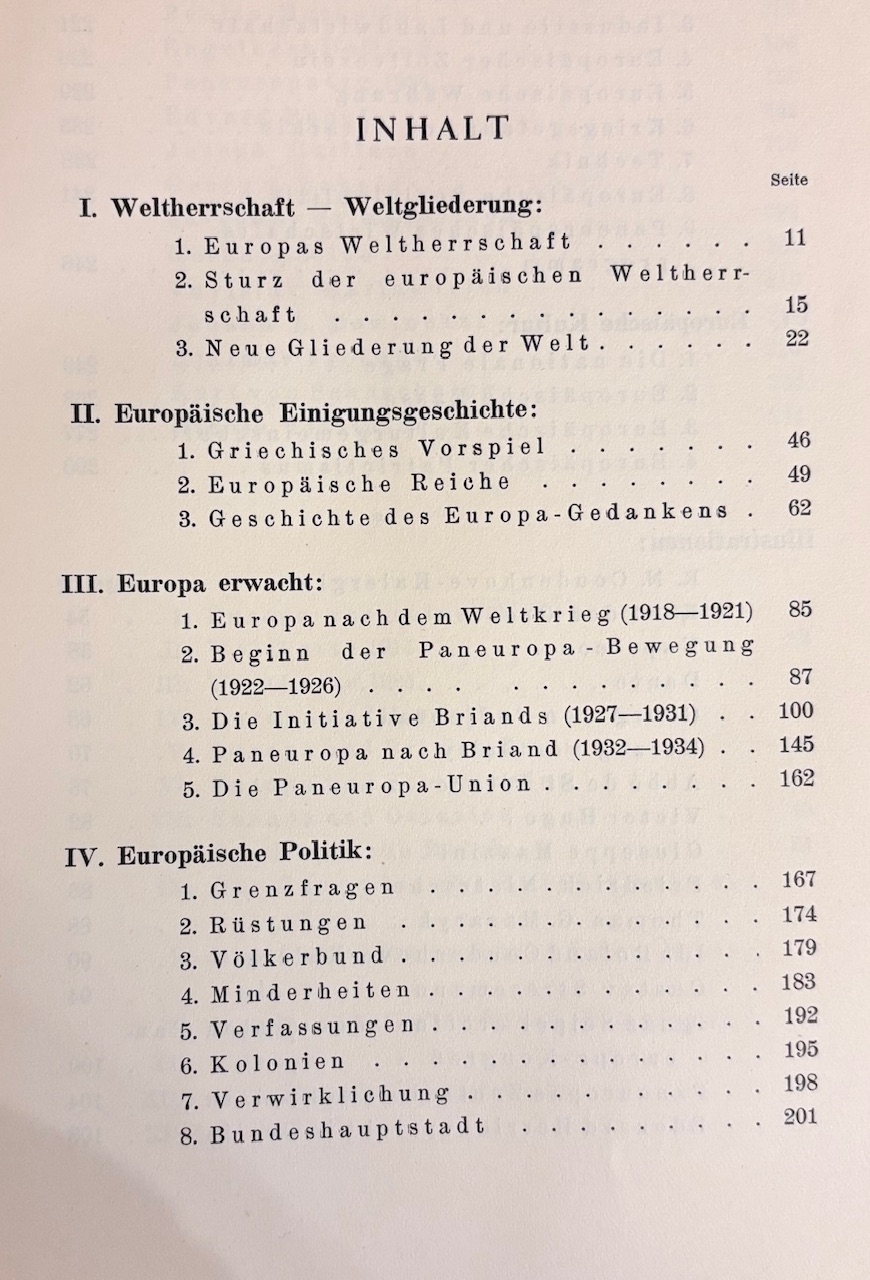 INHALT
Seite
I. Weltherrschaft — Weltgliederung:
1. Europas Weltherrschaft . . . . . . 11
2. Sturz der europäischen Weltherr-
schaft . . . . . . . . . . . . . . . 15
3. Neue Gliederung der Welt . . . . . . 22
II. Europäische Einigungsgeschichte:
1. Griechisches Vorspiel . . . . . . . 46
2. Europäische Reiche . . . . . . . . 49
3. Geschichte des Europa-Gedankens . 62
III. Europa erwacht:
1. Europa nach dem Weltkrieg (1918—1921) 85
2. Beginn der Paneuropa-Bewegung
(1922—1926) . . . . . . . . . . . . . 87
3. Die Initiative Briands (1927—1931) . . 100
4. Paneuropa nach Briand (1932—1934) . . 145
5. Die Paneuropa-Union . . . . . . . . 162
IV. Europäische Politik:
1. Grenzfragen . . . . . . . . . . . . 167
2. Rüstungen . . . . . . . . . . . . . 174
3. Völkerbund . . . . . . . . . . . . . 179
4. Minderheiten . . . . . . . . . . . . 183
5. Verfassungen . . . . . . . . . . . . 192
6. Kolonien . . . . . . . . . . . . . . 195
7. Verwirklichung . . . . . . . . . . . 198
8. Bundeshauptstadt . . . . . . . . . 201